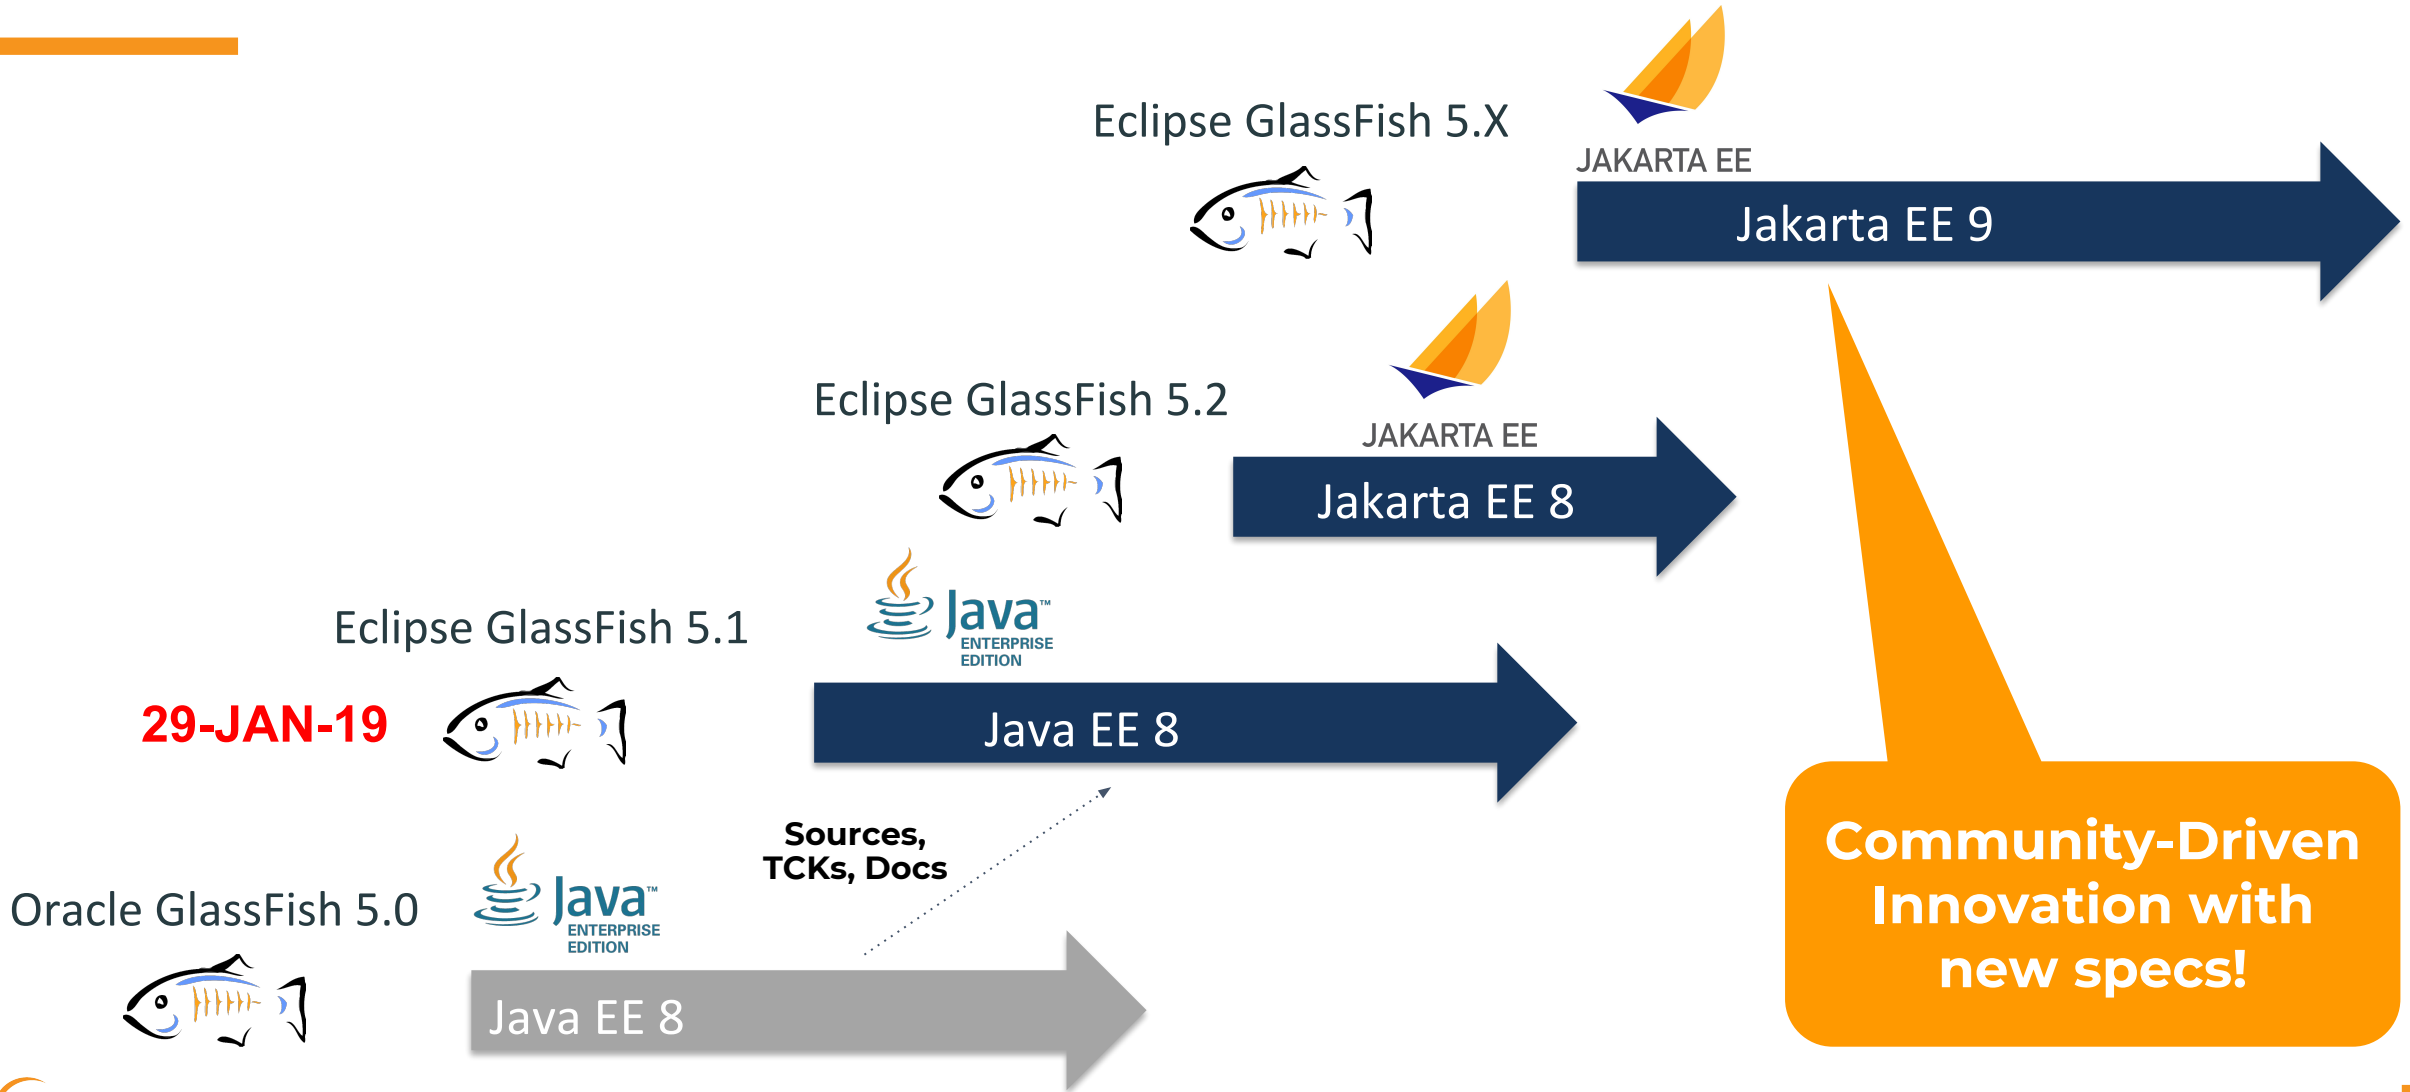 Eclipse GlassFish 5.X
JAKARTA EE
Jakarta EE 9
Eclipse GlassFish 5.2
JAKARTA EE
Jakarta EE 8
Eclipse GlassFish 5.1
Java™
ENTERPRISE
EDITION
29-JAN-19
Java EE 8
Sources,
TCKs, Docs
Oracle GlassFish 5.0
Java™
ENTERPRISE
EDITION
Java EE 8
Community-Driven
Innovation with
new specs!